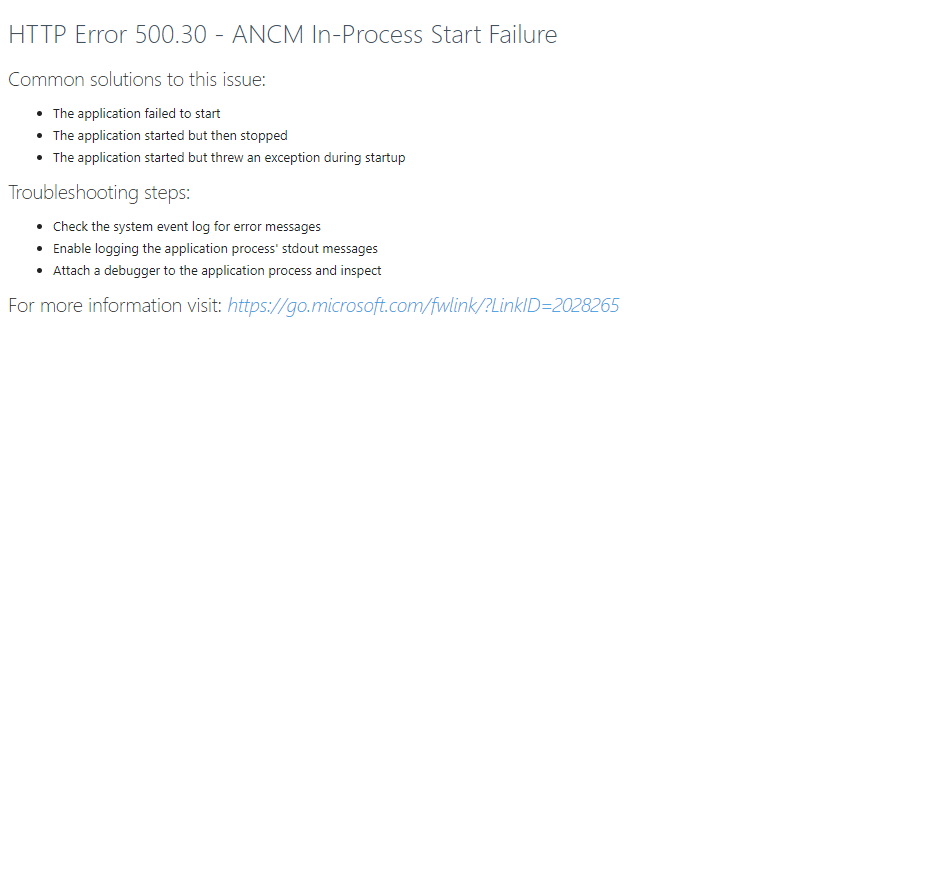 HTTP Error 500.30 - ANCM In-Process Start Failure
Common solutions to this issue:
The application failed to start
The application started but then stopped
The application started but threw an exception during startup
Troubleshooting steps:
Check the system event log for error messages
Enable logging the application process' stdout messages
Attach a debugger to the application process and inspect
For more information visit: https://go.microsoft.com/fwlink/?LinkID=2028265